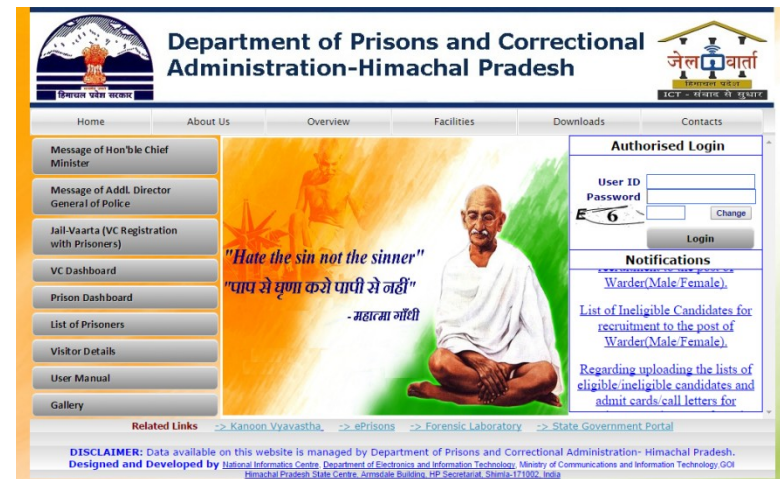 Department of Prisons and Correctional
Administration-Himachal Pradesh
हिमाचल प्रदेश सरकार
जेल वार्ता
हिमाचल प्रदेश
ICT - संवाद से सुधार
Home
About Us
Overview
Facilities
Downloads
Contacts
Message of Hon'ble Chief
Minister
Message of Addl. Director
General of Police
Jail-Vaarta (VC Registration
with Prisoners)
VC Dashboard
Prison Dashboard
List of Prisoners
Visitor Details
User Manual
Gallery
"Hate the sin not the sinner"
"पाप से घृणा करो पापी से नहीं"
- महात्मा गाँधी
Authorised Login
User ID
Password
E 6
Change
Login
Notifications
recruitment to the post of
Warder(Male/Female).
List of Ineligible Candidates for
recruitment to the post of
Warder(Male/Female).
Regarding uploading the lists of
eligible/ineligible candidates and
admit cards/call letters for
Related Links -> Kanoon Vyavastha -> ePrisons -> Forensic Laboratory -> State Government Portal
DISCLAIMER: Data available on this website is managed by Department of Prisons and Correctional Administration- Himachal Pradesh.
Designed and Developed by National Informatics Centre, Department of Electronics and Information Technology, Ministry of Communications and Information Technology,GOI
Himachal Pradesh State Centre, Armsdale Building, HP Secretariat, Shimla-171002, India